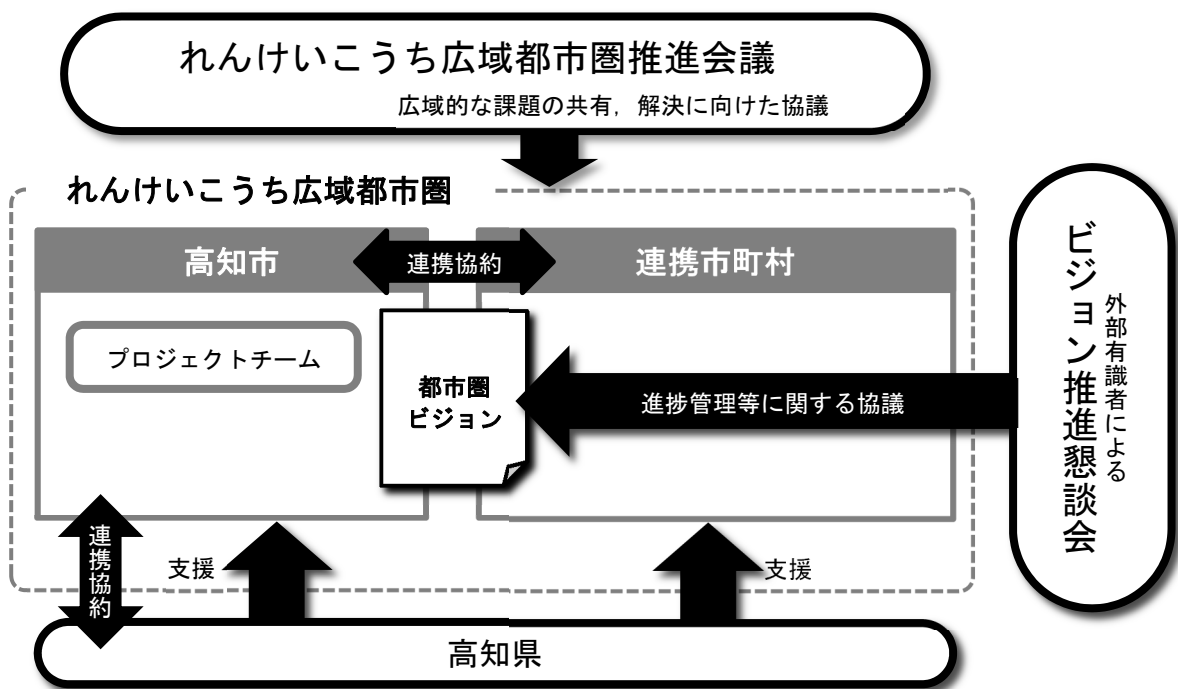 れんけいこうち広域都市圏推進会議
広域的な課題の共有，解決に向けた協議
れんけいこうち広域都市圏
高知市
連携協約
連携市町村
プロジェクトチーム
都市圏
ビジョン
進捗管理等に関する協議
外部有識者による
ビジョン推進懇談会
連携協約
支援
支援
高知県